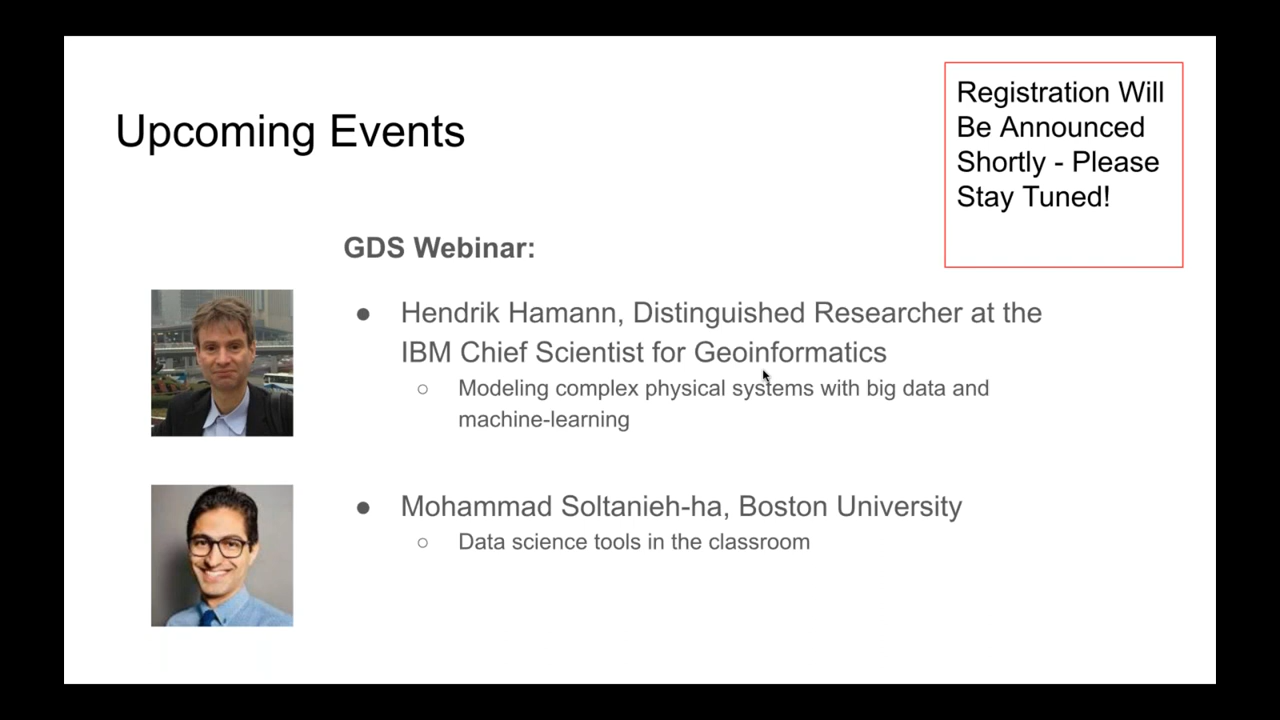 Upcoming Events
Registration Will
Be Announced
Shortly - Please
Stay Tuned!
GDS Webinar:
● Hendrik Hamann, Distinguished Researcher at the
IBM Chief Scientist for Geoinformatics
○ Modeling complex physical systems with big data and
machine-learning
● Mohammad Soltanieh-ha, Boston University
○ Data science tools in the classroom